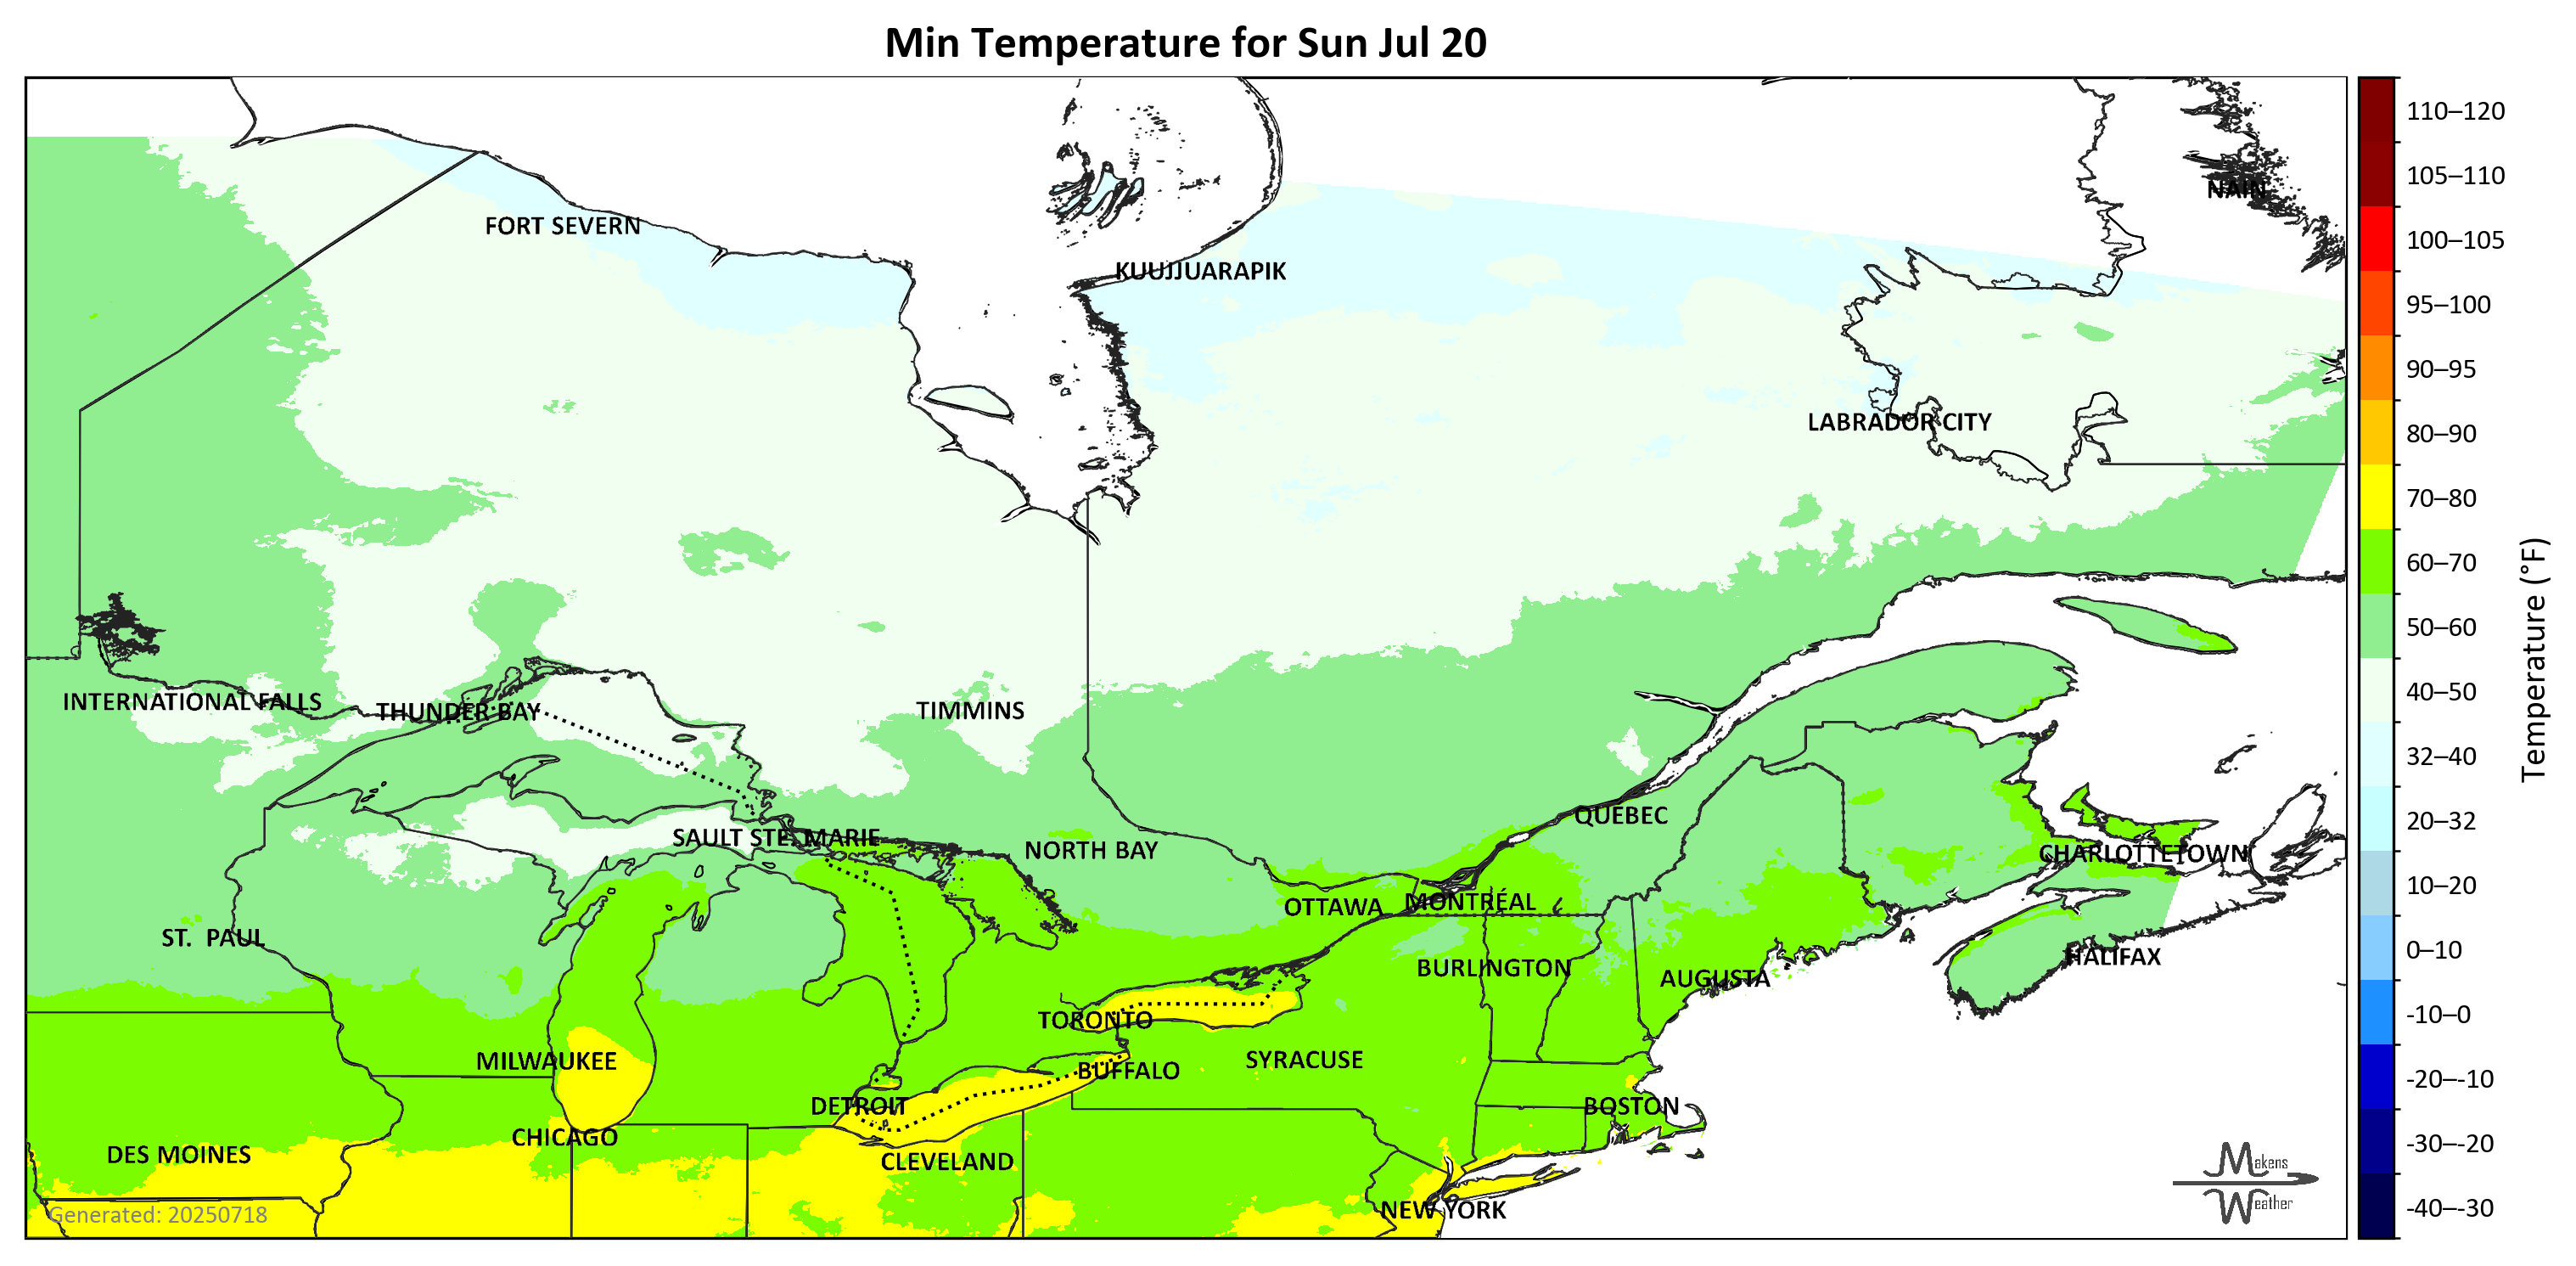 Min Temperature for Sun Jul 20
110–120
105–110
NAIN
FORT SEVERN
100–105
KUUJJUARAPIK
95–100
90–95
LABRADOR CITY
80–90
70–80
60–70
50–60
Temperature (°F)
INTERNATIONAL FALLS
THUNDER BAY
TIMMINS
40–50
32–40
QUÉBEC
20–32
SAULT STE. MARIE
NORTH BAY
CHARLOTTETOWN
10–20
OTTAWA
MONTRÉAL
ST. PAUL
0–10
HALIFAX
BURLINGTON
AUGUSTA
-10–0
TORONTO
MILWAUKEE
SYRACUSE
BUFFALO
-20–-10
DETROIT
BOSTON
CHICAGO
-30–-20
DES MOINES
CLEVELAND
Makens
Weather
NEW YORK
-40–-30
Generated: 20250718